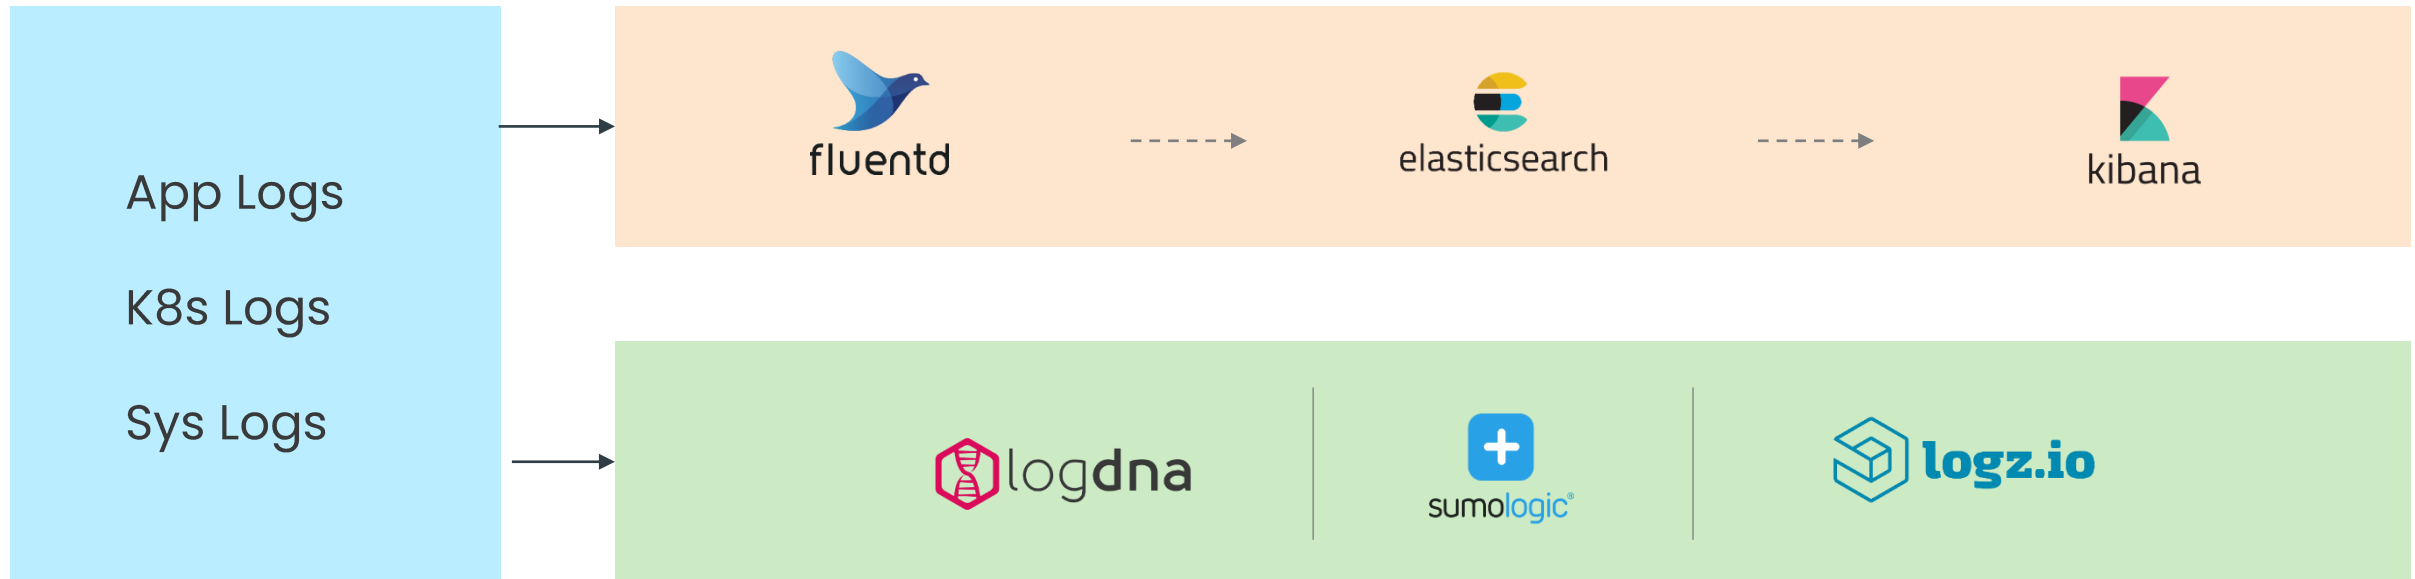 App Logs
K8s Logs
Sys Logs
fluentd
elasticsearch
kibana
logdna
sumologic®
logz.io